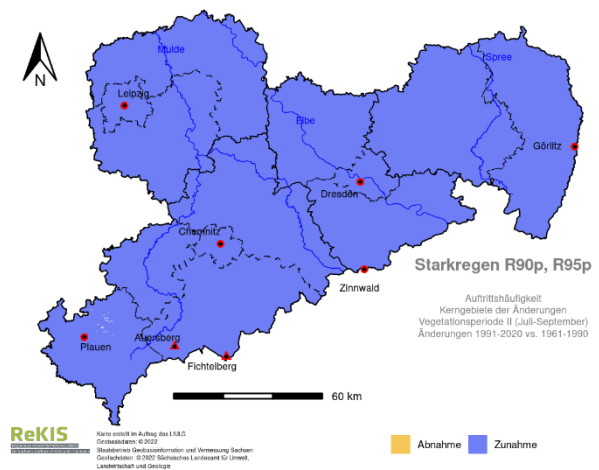 N
Mulde
Leipzig
Spree
Elbe
Görlitz
Dresden
Chemnitz
Zinnwald
Starkregen R90p, R95p
Auftrittshäufigkeit
Kerngebiete der Änderungen
Vegetationsperiode II (Juli-September)
Änderungen 1991-2020 vs. 1961-1990
Auersberg
Plauen
Fichtelberg
60 km
ReKIS
Karte erstellt im Auftrag des LfULG
Geobasisdaten: © 2022
Staatsbetrieb Geobasisinformation und Vermessung Sachsen
Geofachdaten: © 2022 Sächsisches Landesamt für Umwelt,
Landwirtschaft und Geologie
Abnahme
Zunahme